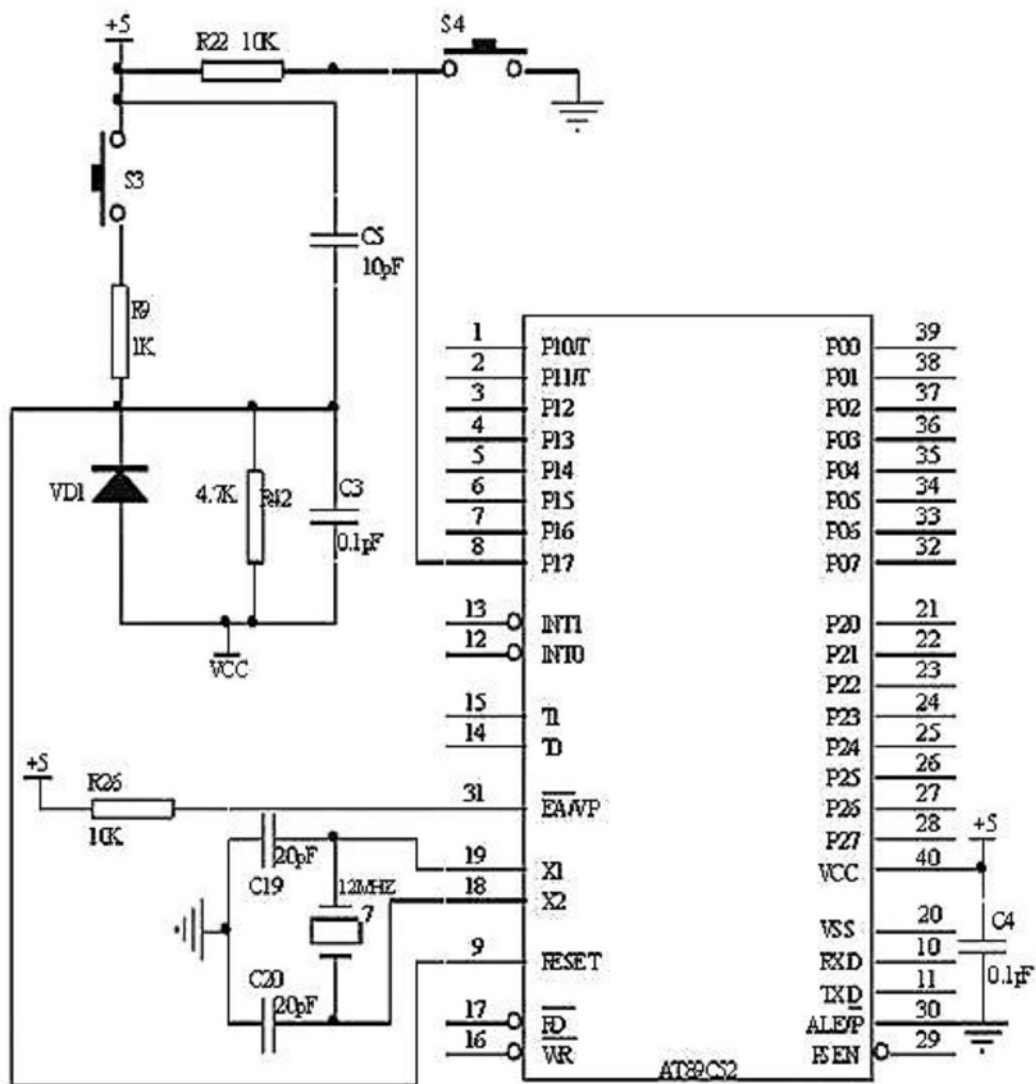 +5
R22 10K
S4
S3
C5
10pF
R9
1K
VD1
4.7K
R42
C3
0.1pF
VCC
+5
R26
10K
20pF
C19
12MHZ
C20
20pF
1 P10/T
2 P11/T
3 P12
4 P13
5 P14
6 P15
7 P16
8 P17
13 INT1
12 INT0
15 T1
14 T0
31 EA/VP
19 X1
18 X2
9 RESET
17 RD
16 WR
P00 39
P01 38
P02 37
P03 36
P04 35
P05 34
P06 33
P07 32
P20 21
P21 22
P22 23
P23 24
P24 25
P25 26
P26 27
P27 28
VCC 40
VSS 20
RXD 10
TXD 11
ALE/P 30
PSEN 29
+5
C4
0.1pF
AT89C52